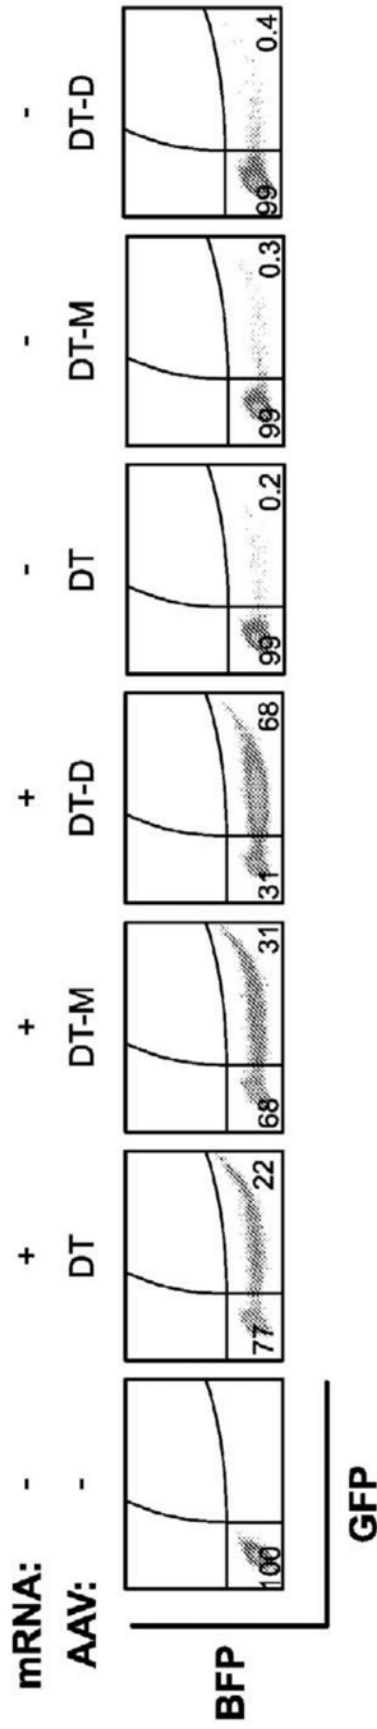 mRNA: - + + + - - -
AAV: - DT DT-M DT-D DT DT-M DT-D
BFP
100 77 22 68 31 31 68 99 0.2 99 0.3 99 0.4
GFP